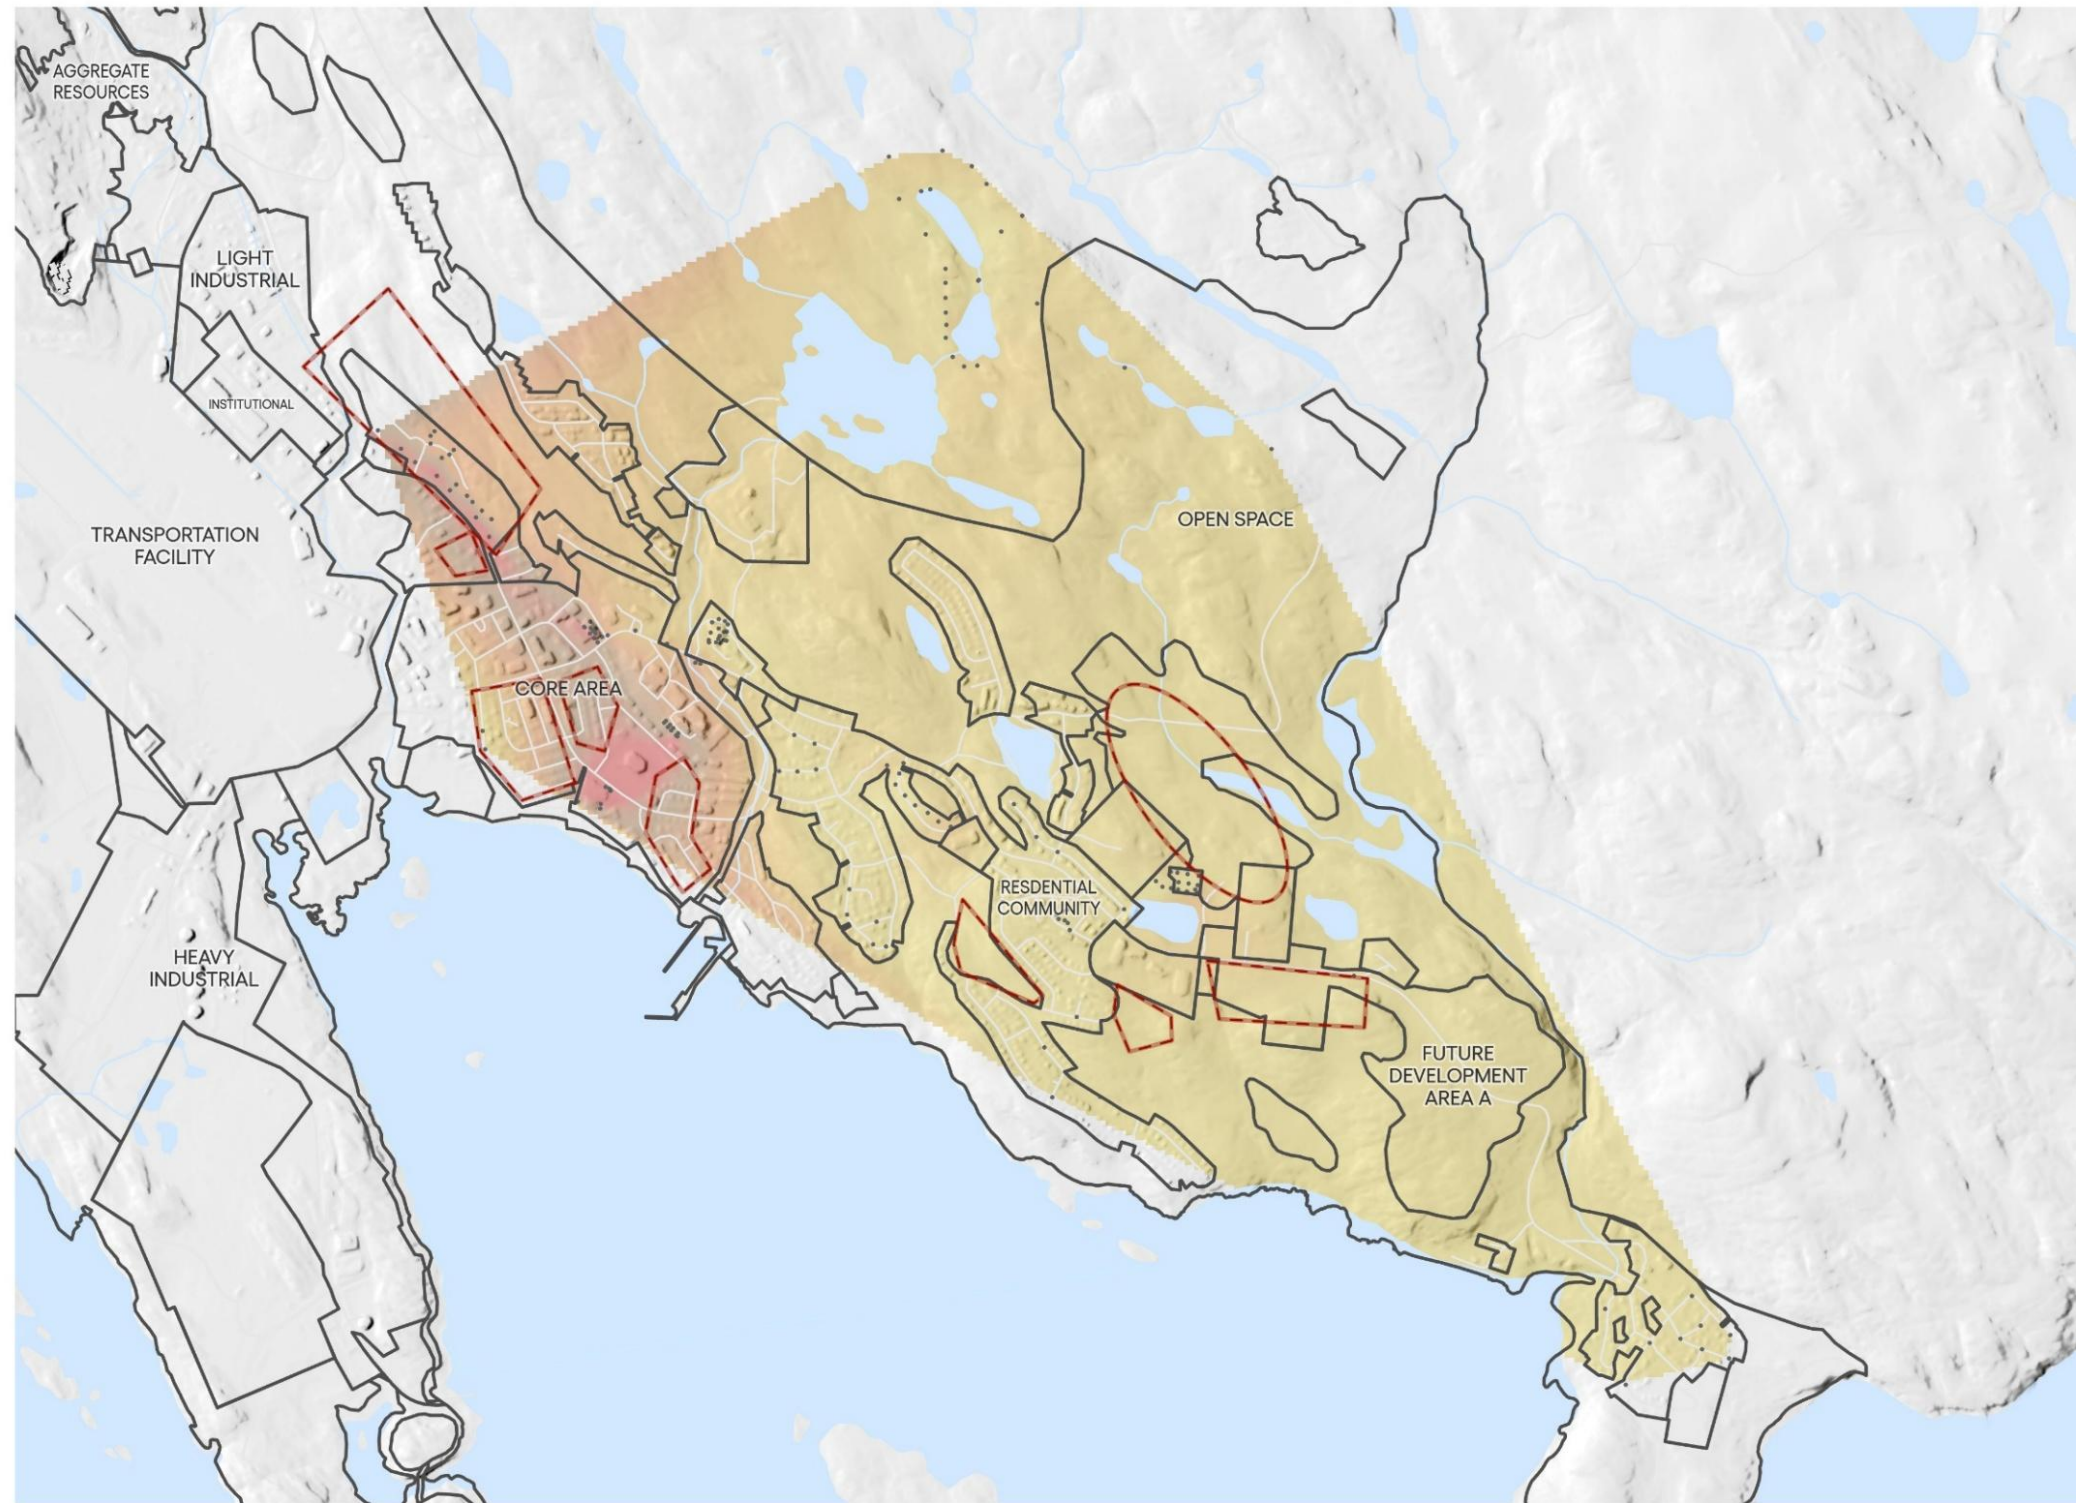 AGGREGATE
RESOURCES
LIGHT
INDUSTRIAL
INSTITUTIONAL
TRANSPORTATION
FACILITY
OPEN SPACE
CORE AREA
RESDENTIAL
COMMUNITY
HEAVY
INDUSTRIAL
FUTURE
DEVELOPMENT
AREA A